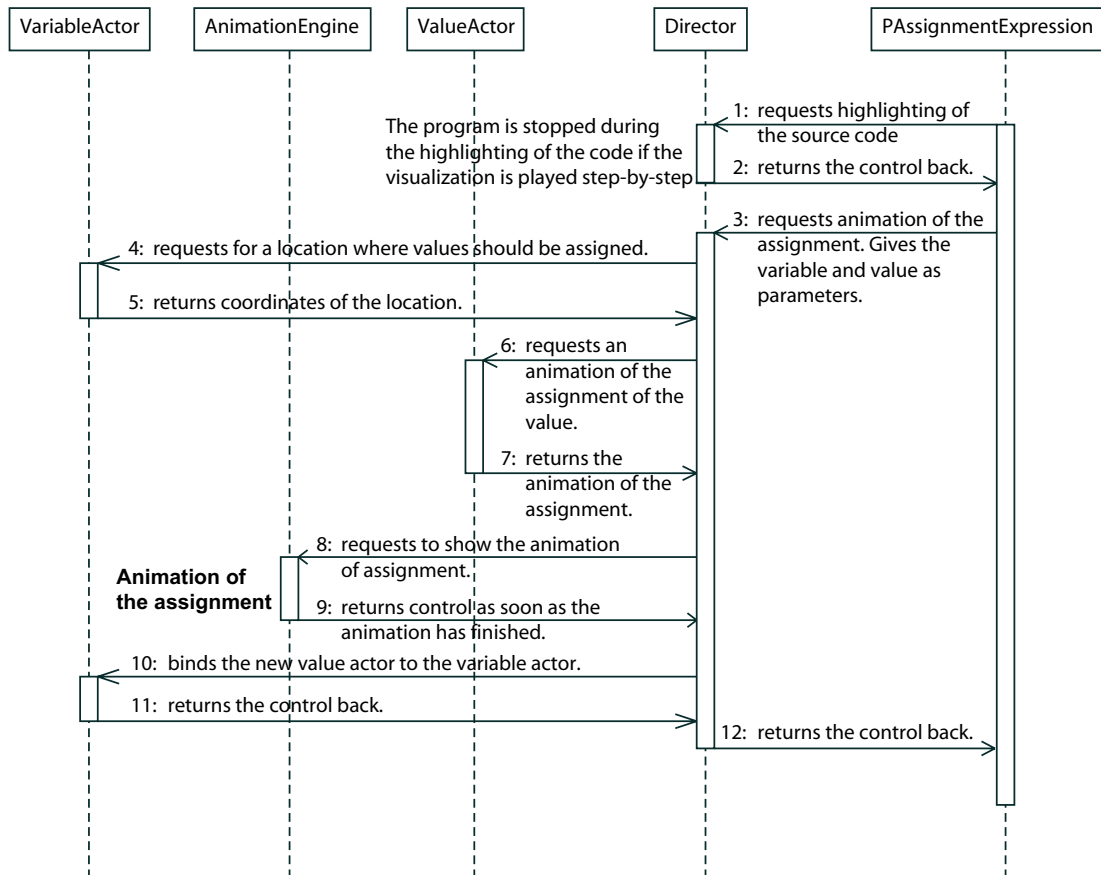 VariableActor
AnimationEngine
ValueActor
Director
PAssignmentExpression
1: requests highlighting of
the source code
The program is stopped during
the highlighting of the code if the
visualization is played step-by-step
2: returns the control back.
3: requests animation of the
assignment. Gives the
variable and value as
parameters.
4: requests for a location where values should be assigned.
5: returns coordinates of the location.
6: requests an
animation of the
assignment of the
value.
7: returns the
animation of the
assignment.
8: requests to show the animation
of assignment.
Animation of
the assignment
9: returns control as soon as the
animation has finished.
10: binds the new value actor to the variable actor.
11: returns the control back.
12: returns the control back.